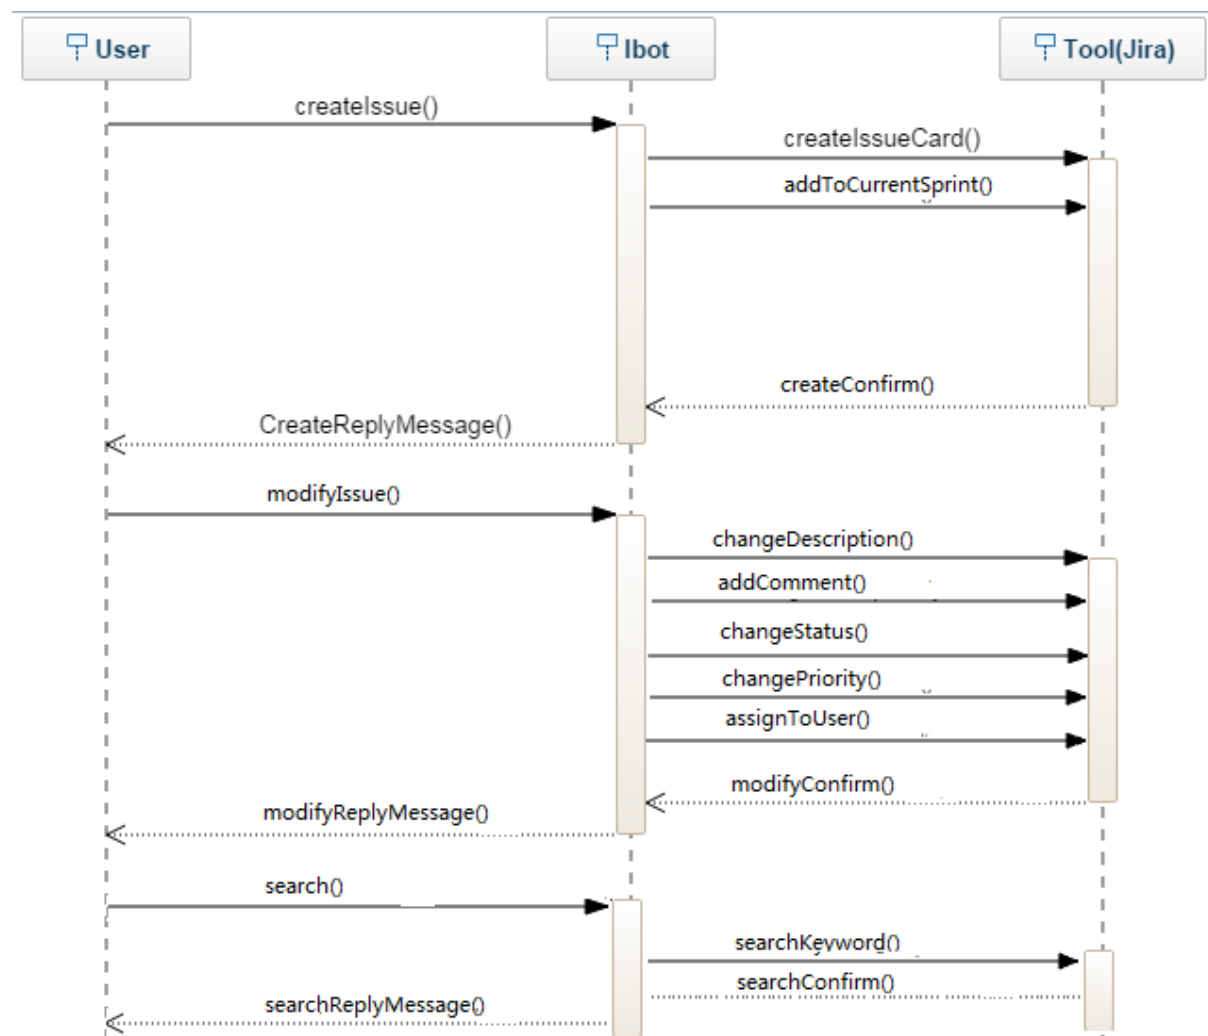 User Ibot Tool(Jira)
createIssue()
createIssueCard()
addToCurrentSprint()
createConfirm()
CreateReplyMessage()
modifyIssue()
changeDescription()
addComment()
changeStatus()
changePriority()
assignToUser()
modifyConfirm()
modifyReplyMessage()
search()
searchKeyword()
searchConfirm()
searchReplyMessage()